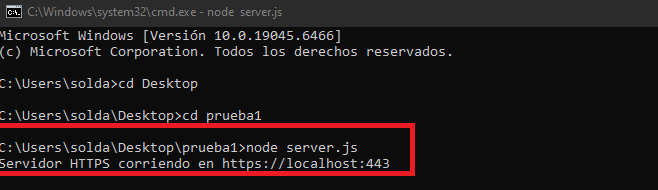 C:\Windows\system32\cmd.exe - node server.js
Microsoft Windows [Versión 10.0.19045.6466]
(c) Microsoft Corporation. Todos los derechos reservados.
C:\Users\solda>cd Desktop
C:\Users\solda\Desktop>cd prueba1
C:\Users\solda\Desktop\prueba1>node server.js
Servidor HTTPS corriendo en https://localhost:443